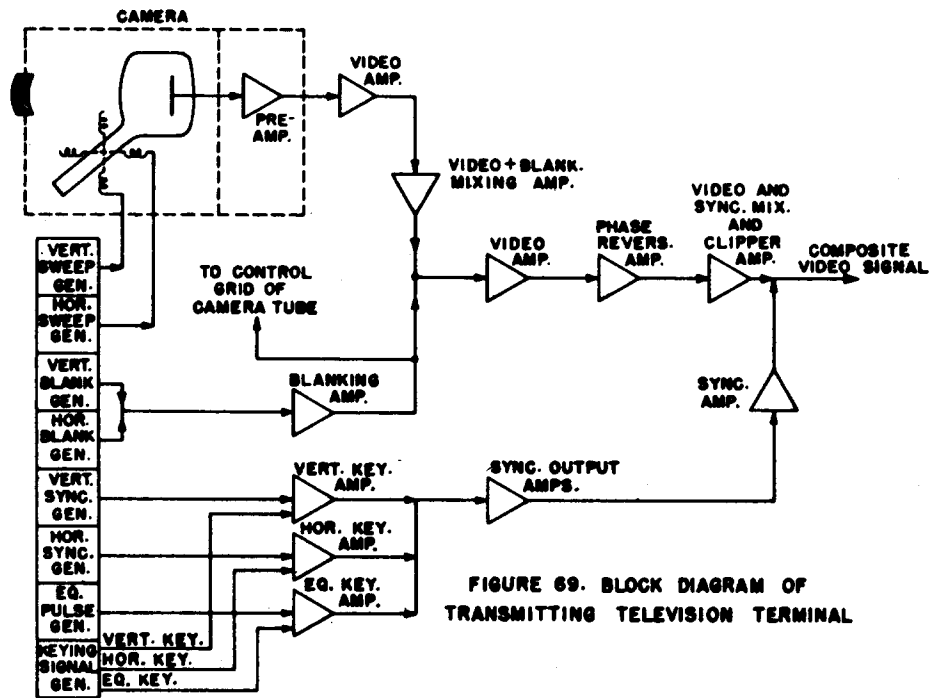 CAMERA
VIDEO
AMP.
PRE-
AMP.
VIDEO+BLANK.
MIXING AMP.
VIDEO AND
SYNC. MIX.
AND
CLIPPER
AMP.
PHASE
REVERS.
AMP.
VIDEO
AMP.
COMPOSITE
VIDEO SIGNAL
TO CONTROL
GRID OF
CAMERA TUBE
VERT.
SWEEP
GEN.
HOR.
SWEEP
GEN.
VERT.
BLANK
GEN.
HOR.
BLANK
GEN.
BLANKING
AMP.
SYNC.
AMP.
VERT.
SYNC.
GEN.
HOR.
SYNC.
GEN.
EQ.
PULSE
GEN.
KEYING
SIGNAL
GEN.
VERT. KEY.
AMP.
HOR. KEY.
AMP.
EQ. KEY.
AMP.
SYNC. OUTPUT
AMPS.
VERT. KEY.
HOR. KEY.
EQ. KEY.
FIGURE 69. BLOCK DIAGRAM OF
TRANSMITTING TELEVISION TERMINAL